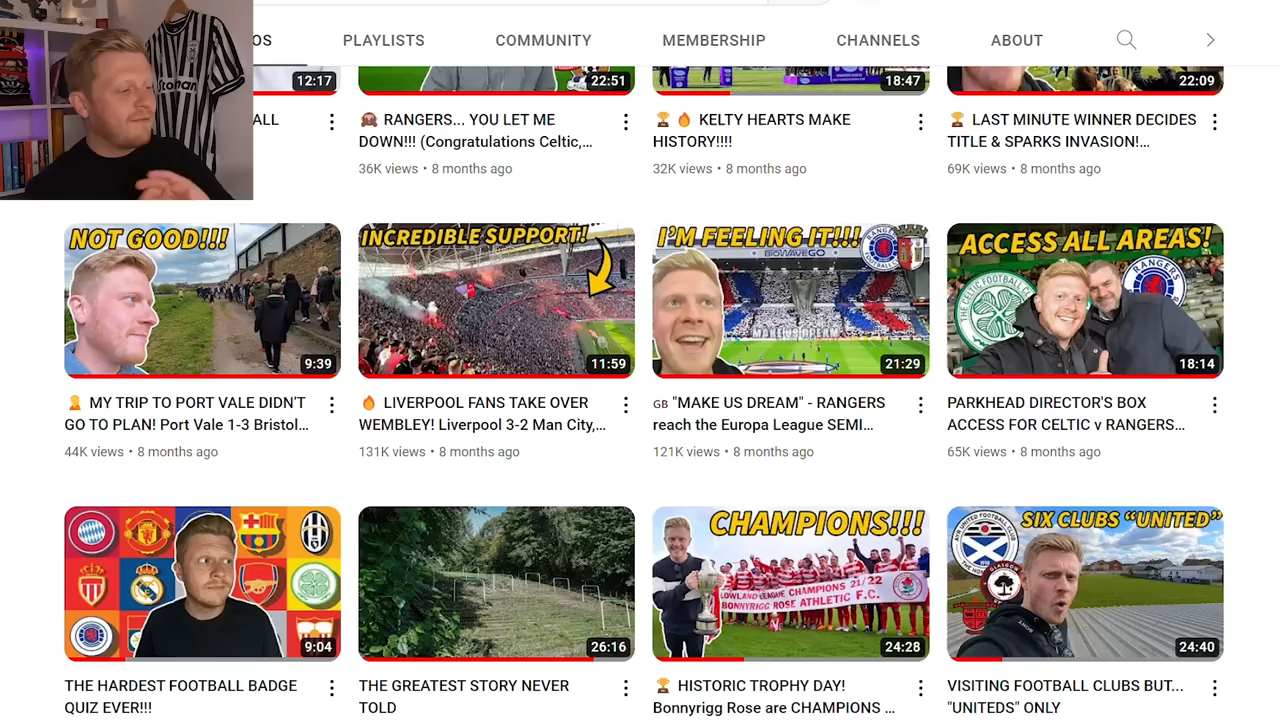 OS
PLAYLISTS
COMMUNITY
MEMBERSHIP
CHANNELS
ABOUT
12:17
22:51
18:47
22:09
ALL
RANGERS... YOU LET ME
DOWN!!! (Congratulations Celtic,...
36K views • 8 months ago
KELTY HEARTS MAKE
HISTORY!!!!
32K views • 8 months ago
LAST MINUTE WINNER DECIDES
TITLE & SPARKS INVASION!...
69K views • 8 months ago
NOT GOOD!!!
9:39
INCREDIBLE SUPPORT!
11:59
I'M FEELING IT!!!
MAKE US DREAM
21:29
ACCESS ALL AREAS!
RANGERS
18:14
MY TRIP TO PORT VALE DIDN'T
GO TO PLAN! Port Vale 1-3 Bristol...
44K views • 8 months ago
LIVERPOOL FANS TAKE OVER
WEMBLEY! Liverpool 3-2 Man City,...
131K views • 8 months ago
GB "MAKE US DREAM" - RANGERS
reach the Europa League SEMI...
121K views • 8 months ago
PARKHEAD DIRECTOR'S BOX
ACCESS FOR CELTIC v RANGERS...
65K views • 8 months ago
9:04
26:16
CHAMPIONS!!!
LOWLAND LEAGUE CHAMPIONS 21/22
BONNYRIGG ROSE ATHLETIC F.C.
24:28
SIX CLUBS "UNITED"
24:40
THE HARDEST FOOTBALL BADGE
QUIZ EVER!!!
THE GREATEST STORY NEVER
TOLD
HISTORIC TROPHY DAY!
Bonnyrigg Rose are CHAMPIONS ...
VISITING FOOTBALL CLUBS BUT...
"UNITEDS" ONLY